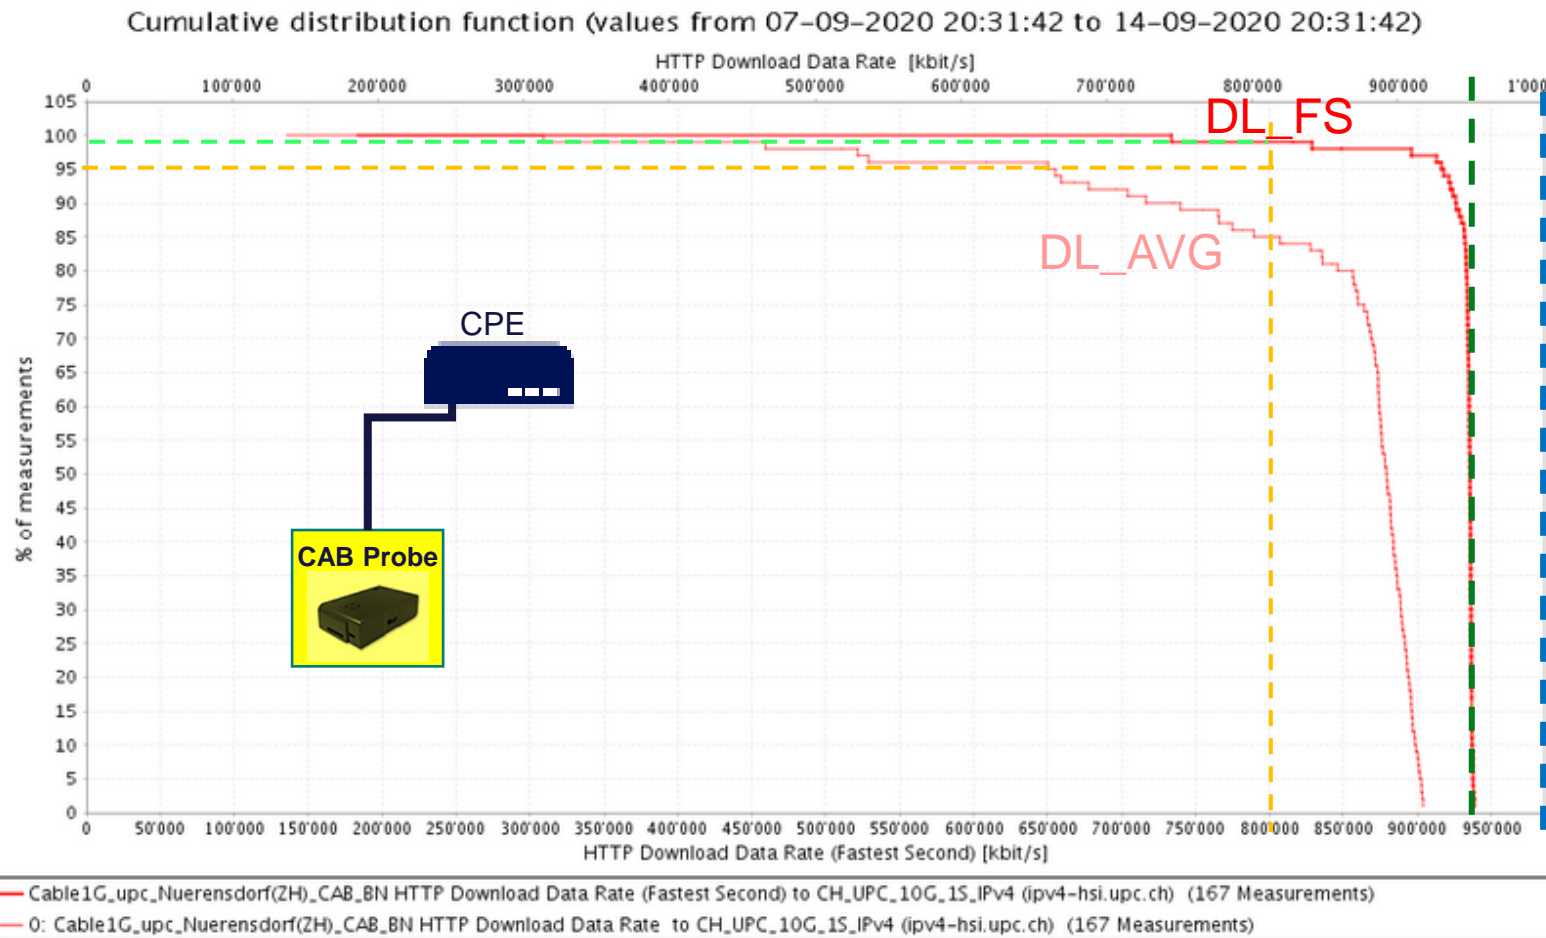 Cumulative distribution function (values from 07-09-2020 20:31:42 to 14-09-2020 20:31:42)
HTTP Download Data Rate [kbit/s]
0 100'000 200'000 300'000 400'000 500'000 600'000 700'000 800'000 900'000 1'000
DL_FS
DL_AVG
105
100
95
90
85
80
75
70
65
60
55
50
45
40
35
30
25
20
15
10
5
0
% of measurements
CPE
CAB Probe
0 50'000 100'000 150'000 200'000 250'000 300'000 350'000 400'000 450'000 500'000 550'000 600'000 650'000 700'000 750'000 800'000 850'000 900'000 950'000
HTTP Download Data Rate (Fastest Second) [kbit/s]
Cable1G_upc_Nuerensdorf(ZH)_CAB_BN HTTP Download Data Rate (Fastest Second) to CH_UPC_10G_1S_IPv4 (ipv4-hsi.upc.ch) (167 Measurements)
0: Cable1G_upc_Nuerensdorf(ZH)_CAB_BN HTTP Download Data Rate to CH_UPC_10G_1S_IPv4 (ipv4-hsi.upc.ch) (167 Measurements)